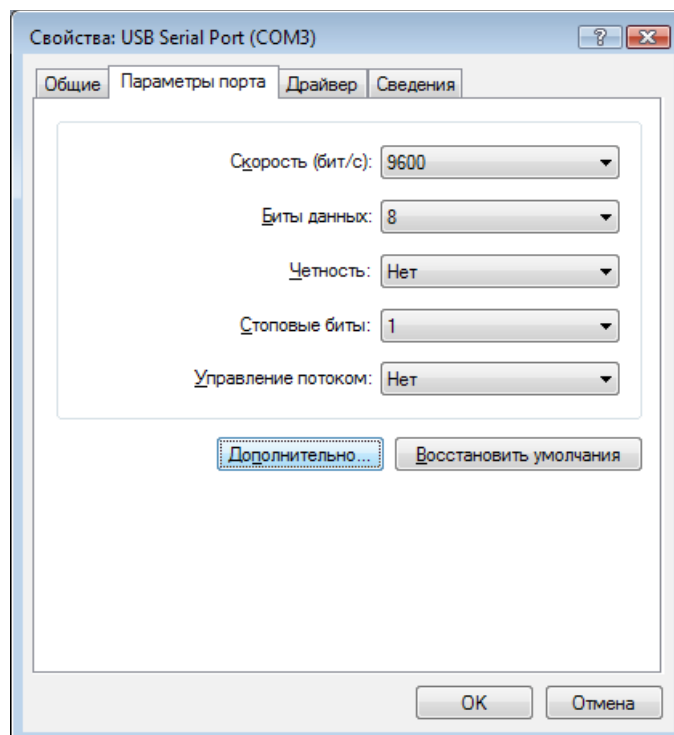 Свойства: USB Serial Port (COM3)
Общие Параметры порта Драйвер Сведения
Скорость (бит/с): 9600
Биты данных: 8
Четность: Нет
Стоповые биты: 1
Управление потоком: Нет
Дополнительно... Восстановить умолчания
OK Отмена